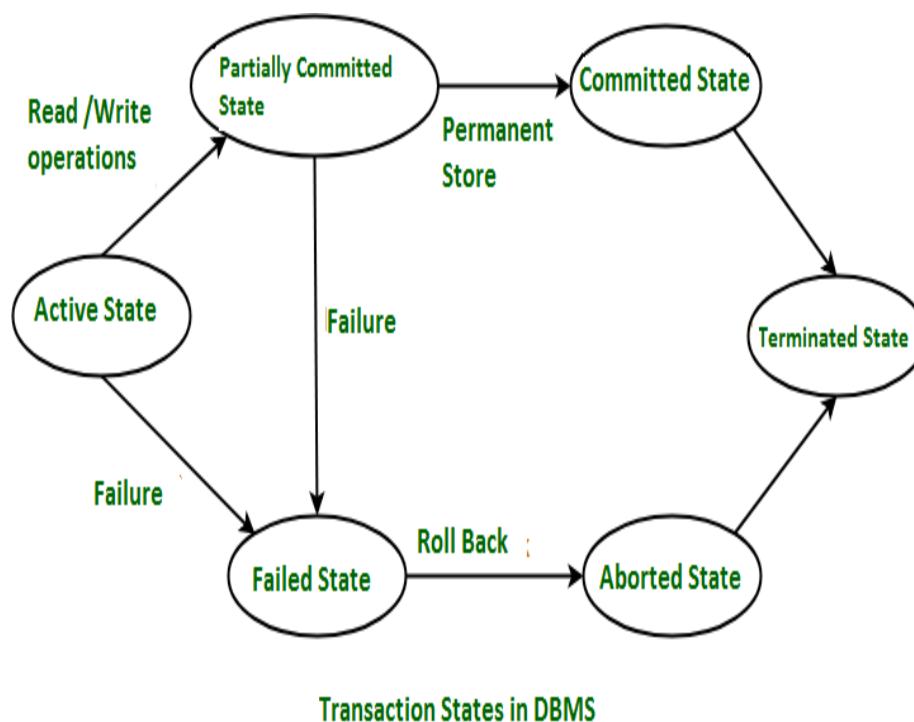 Partially Committed
State
Committed State
Read /Write
operations
Permanent
Store
Active State
Failure
Terminated State
Failure
Roll Back
Failed State
Aborted State
Transaction States in DBMS